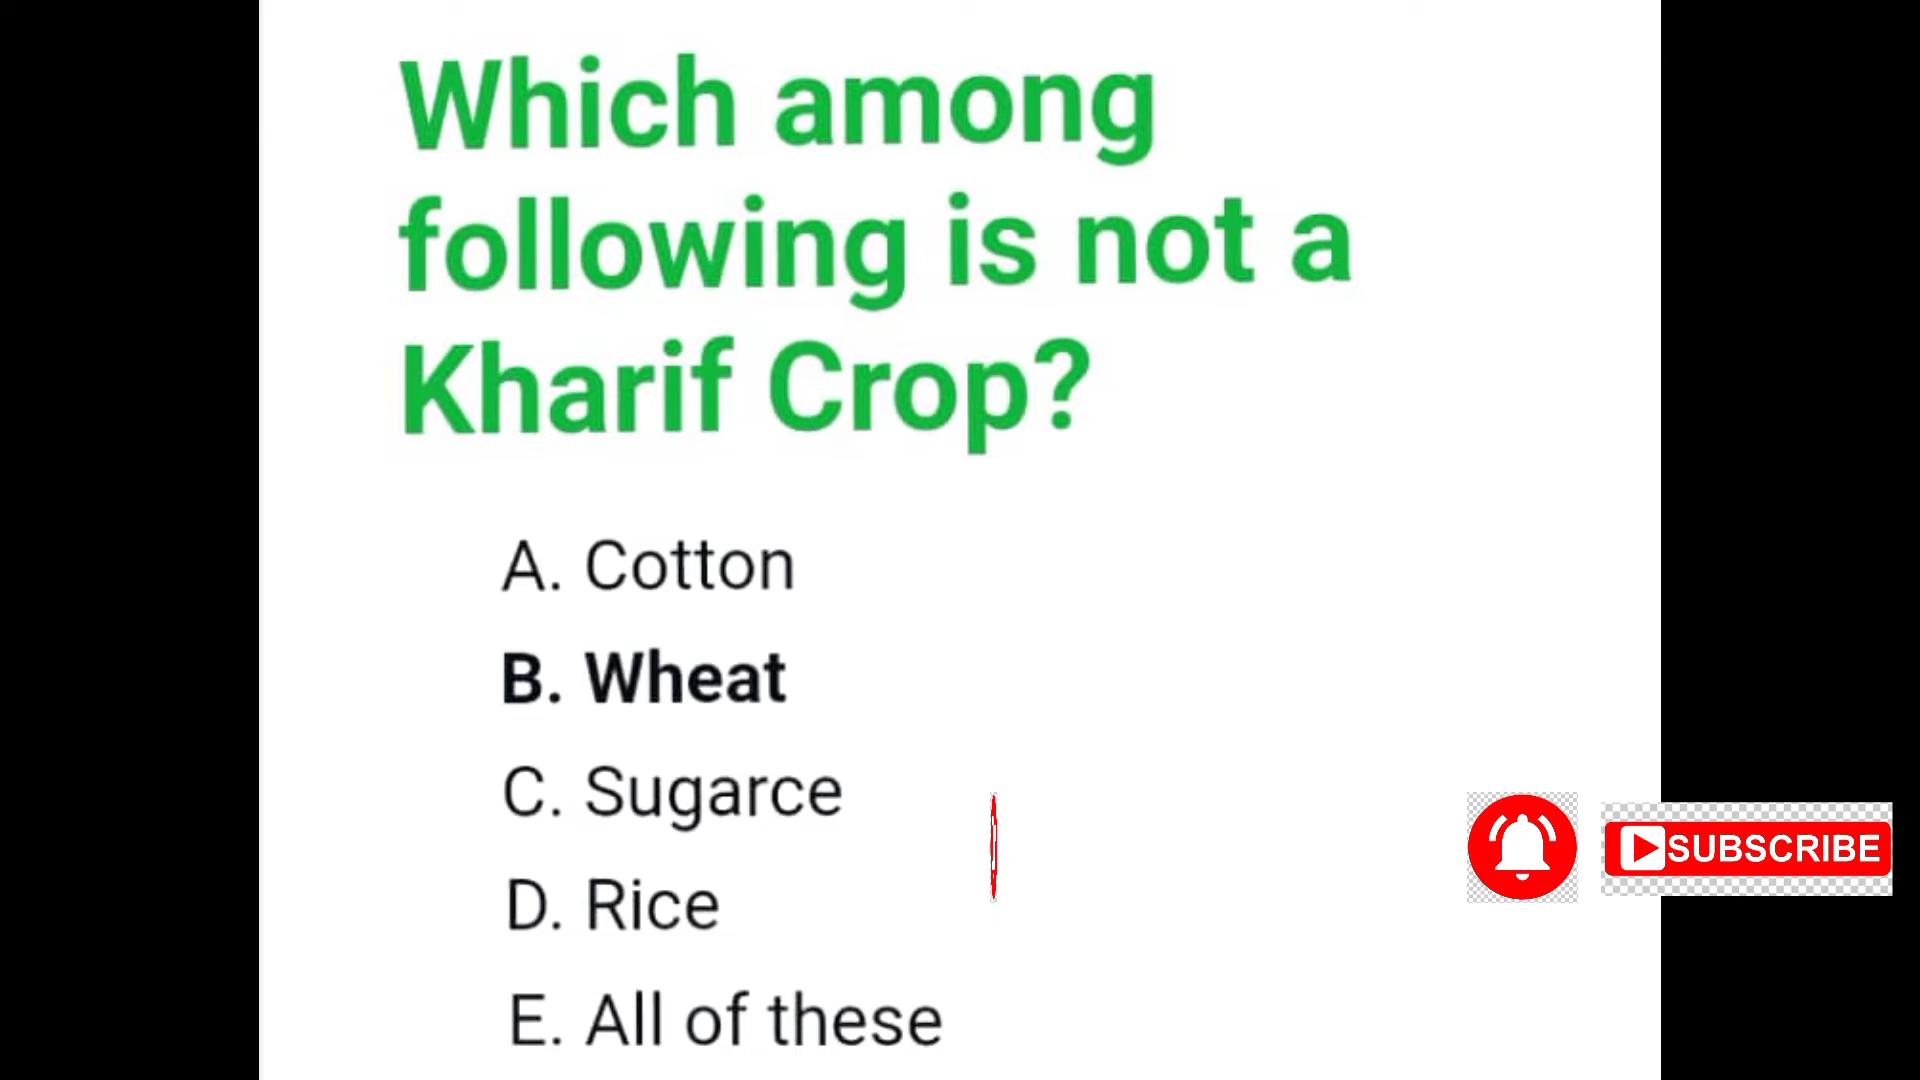 Which among
following is not a
Kharif Crop?
A. Cotton
B. Wheat
C. Sugarce
D. Rice
E. All of these
SUBSCRIBE